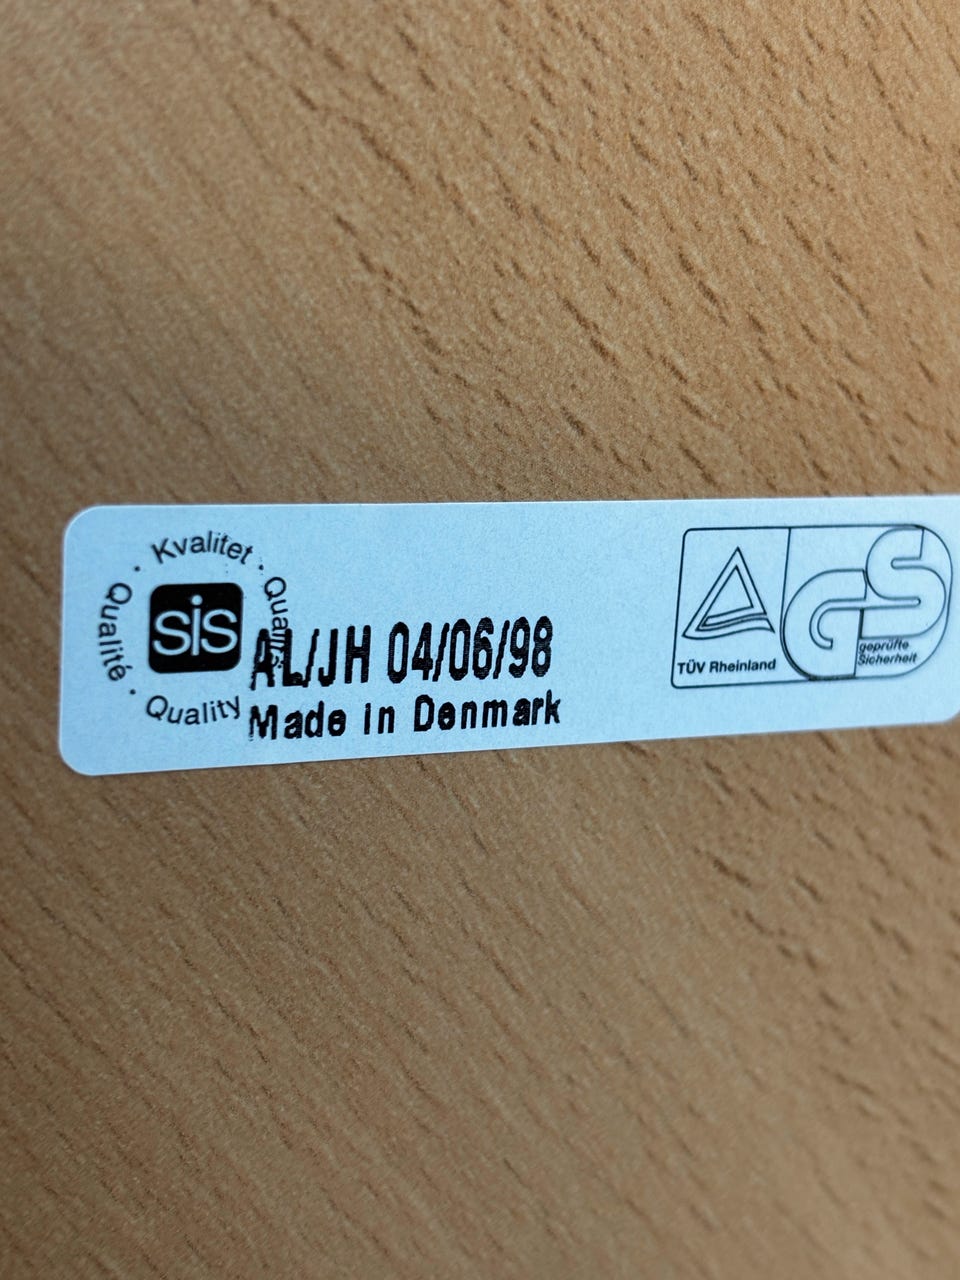 Kvalitet · Qualité · Quality
sis
AL/JH 04/06/98
Made in Denmark
TÜV Rheinland
GS
geprüfte
Sicherheit